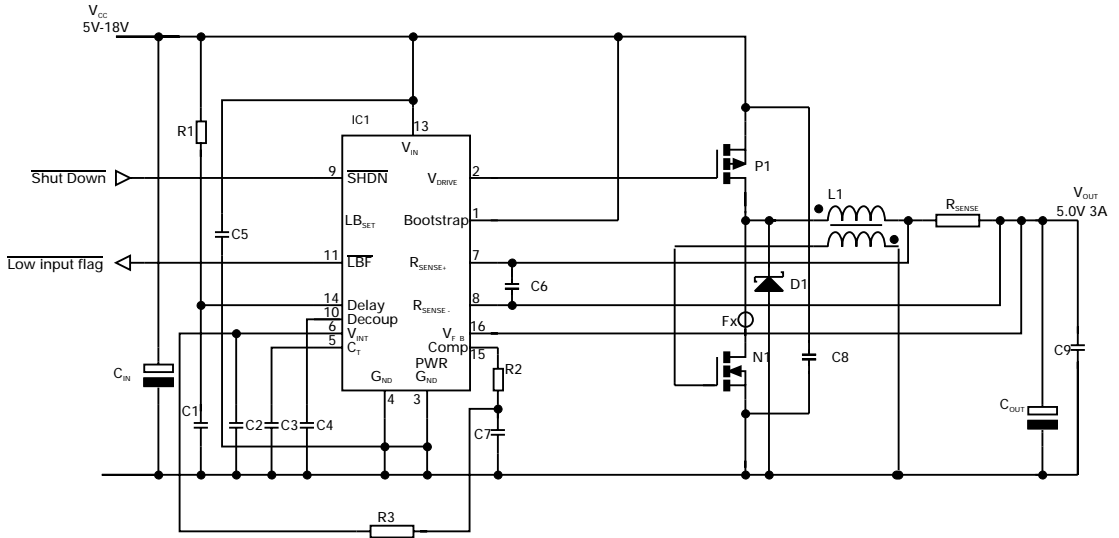 VCC
5V-18V
IC1
13
R1
VIN
P1
Shut Down
9
SHDN
VDRIVE
2
L1
VOUT
5.0V 3A
RSENSE
LBSET
Bootstrap
1
C5
Low input flag
11
LBF
RSENSE+
7
C6
D1
14
Delay
RSENSE -
8
10
Decoup
Fx
6
VINT
VF B
16
5
CT
Comp
15
N1
C8
C9
PWR
R2
CIN
GND
GND
4
3
COUT
C1
C2
C3
C4
C7
R3